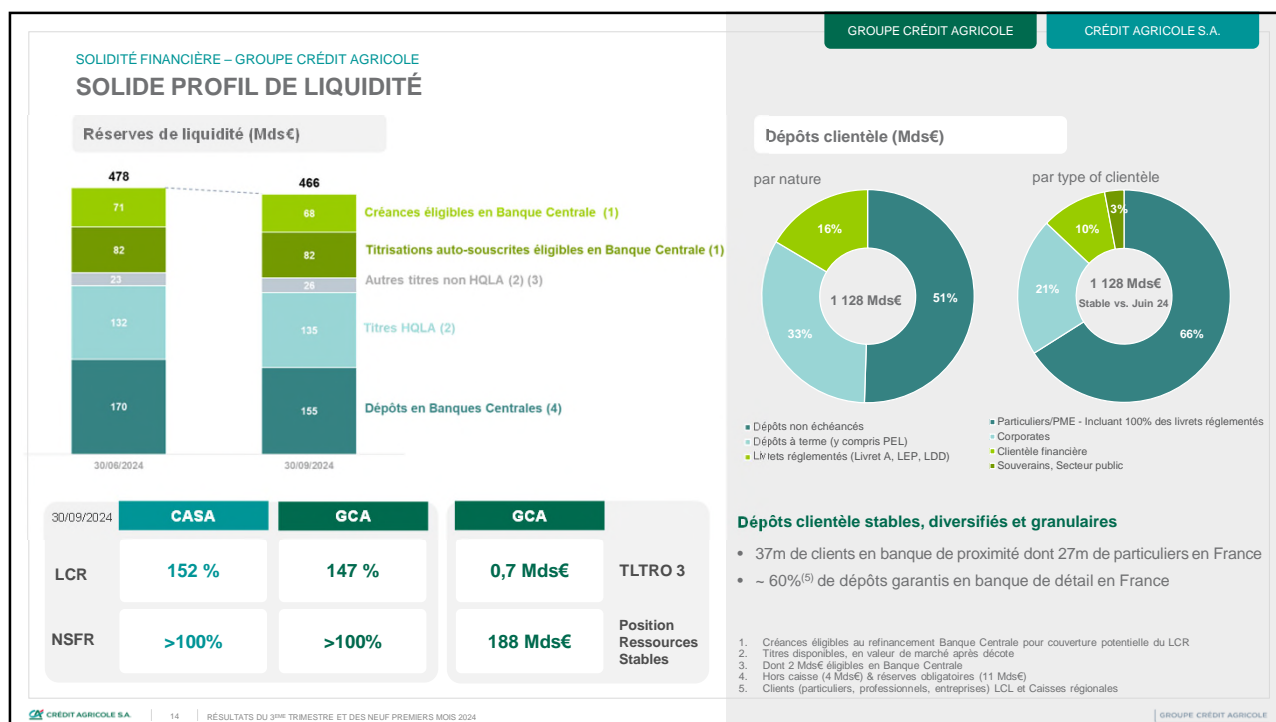 GROUPE CRÉDIT AGRICOLE
CRÉDIT AGRICOLE S.A.
SOLIDITÉ FINANCIÈRE – GROUPE CRÉDIT AGRICOLE
SOLIDE PROFIL DE LIQUIDITÉ
Réserves de liquidité (Mds€)
478
466
71
68
Créances éligibles en Banque Centrale (1)
82
82
Titrisations auto-souscrites éligibles en Banque Centrale (1)
23
26
Autres titres non HQLA (2) (3)
132
135
Titres HQLA (2)
170
155
Dépôts en Banques Centrales (4)
30/06/2024
30/09/2024
30/09/2024
CASA
GCA
GCA
LCR
152 %
147 %
0,7 Mds€
TLTRO 3
NSFR
>100%
>100%
188 Mds€
Position
Ressources
Stables
Dépôts clientèle (Mds€)
par nature
16%
33%
51%
1 128 Mds€
Dépôts non échéancés
Dépôts à terme (y compris PEL)
Livrets réglementés (Livret A, LEP, LDD)
par type of clientèle
3%
10%
21%
66%
1 128 Mds€
Stable vs. Juin 24
Particuliers/PME - Incluant 100% des livrets réglementés
Corporates
Clientèle financière
Souverains, Secteur public
Dépôts clientèle stables, diversifiés et granulaires
• 37m de clients en banque de proximité dont 27m de particuliers en France
• ~ 60%(5) de dépôts garantis en banque de détail en France
1. Créances éligibles au refinancement Banque Centrale pour couverture potentielle du LCR
2. Titres disponibles, en valeur de marché après décote
3. Dont 2 Mds€ éligibles en Banque Centrale
4. Hors caisse (4 Mds€) & réserves obligatoires (11 Mds€)
5. Clients (particuliers, professionnels, entreprises) LCL et Caisses régionales
CRÉDIT AGRICOLE S.A.
14
RÉSULTATS DU 3ÈME TRIMESTRE ET DES NEUF PREMIERS MOIS 2024
GROUPE CRÉDIT AGRICOLE